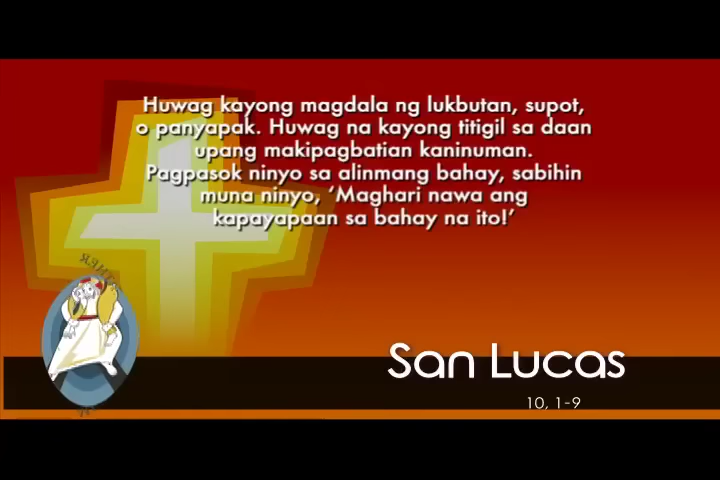 Huwag kayong magdala ng lukbutan, supot,
o panyapak. Huwag na kayong titigil sa daan
upang makipagbatian kaninuman.
Pagpasok ninyo sa alinmang bahay, sabihin
muna ninyo, ‘Maghari nawa ang
kapayapaan sa bahay na ito!’
San Lucas
10, 1-9